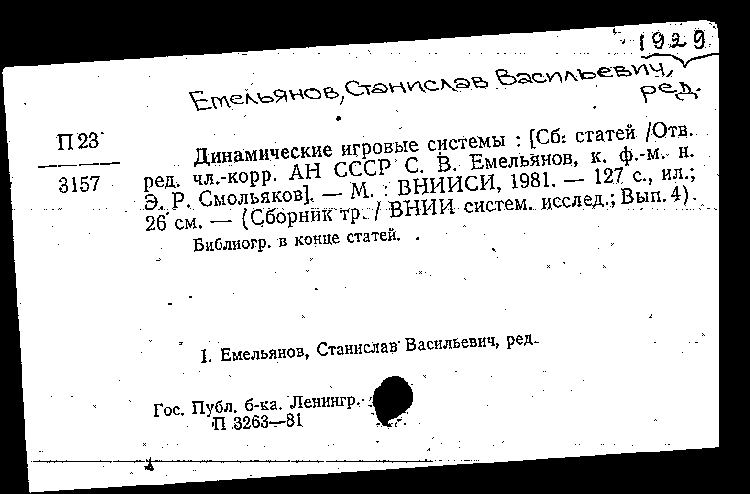 1929
Емельянов, Станислав Васильевич,
ред.
П 23
3157
Динамические игровые системы : [Сб. статей /Отв.
ред. чл.-корр. АН СССР С. В. Емельянов, к. ф.-м. н.
Э. Р. Смольяков]. — М. : ВНИИСИ, 1981. — 127 с., ил.;
26 см. — (Сборник тр. / ВНИИ систем. исслед.; Вып. 4).
Библиогр. в конце статей.
I. Емельянов, Станислав Васильевич, ред.
Гос. Публ. б-ка. Ленингр.
П 3263—81